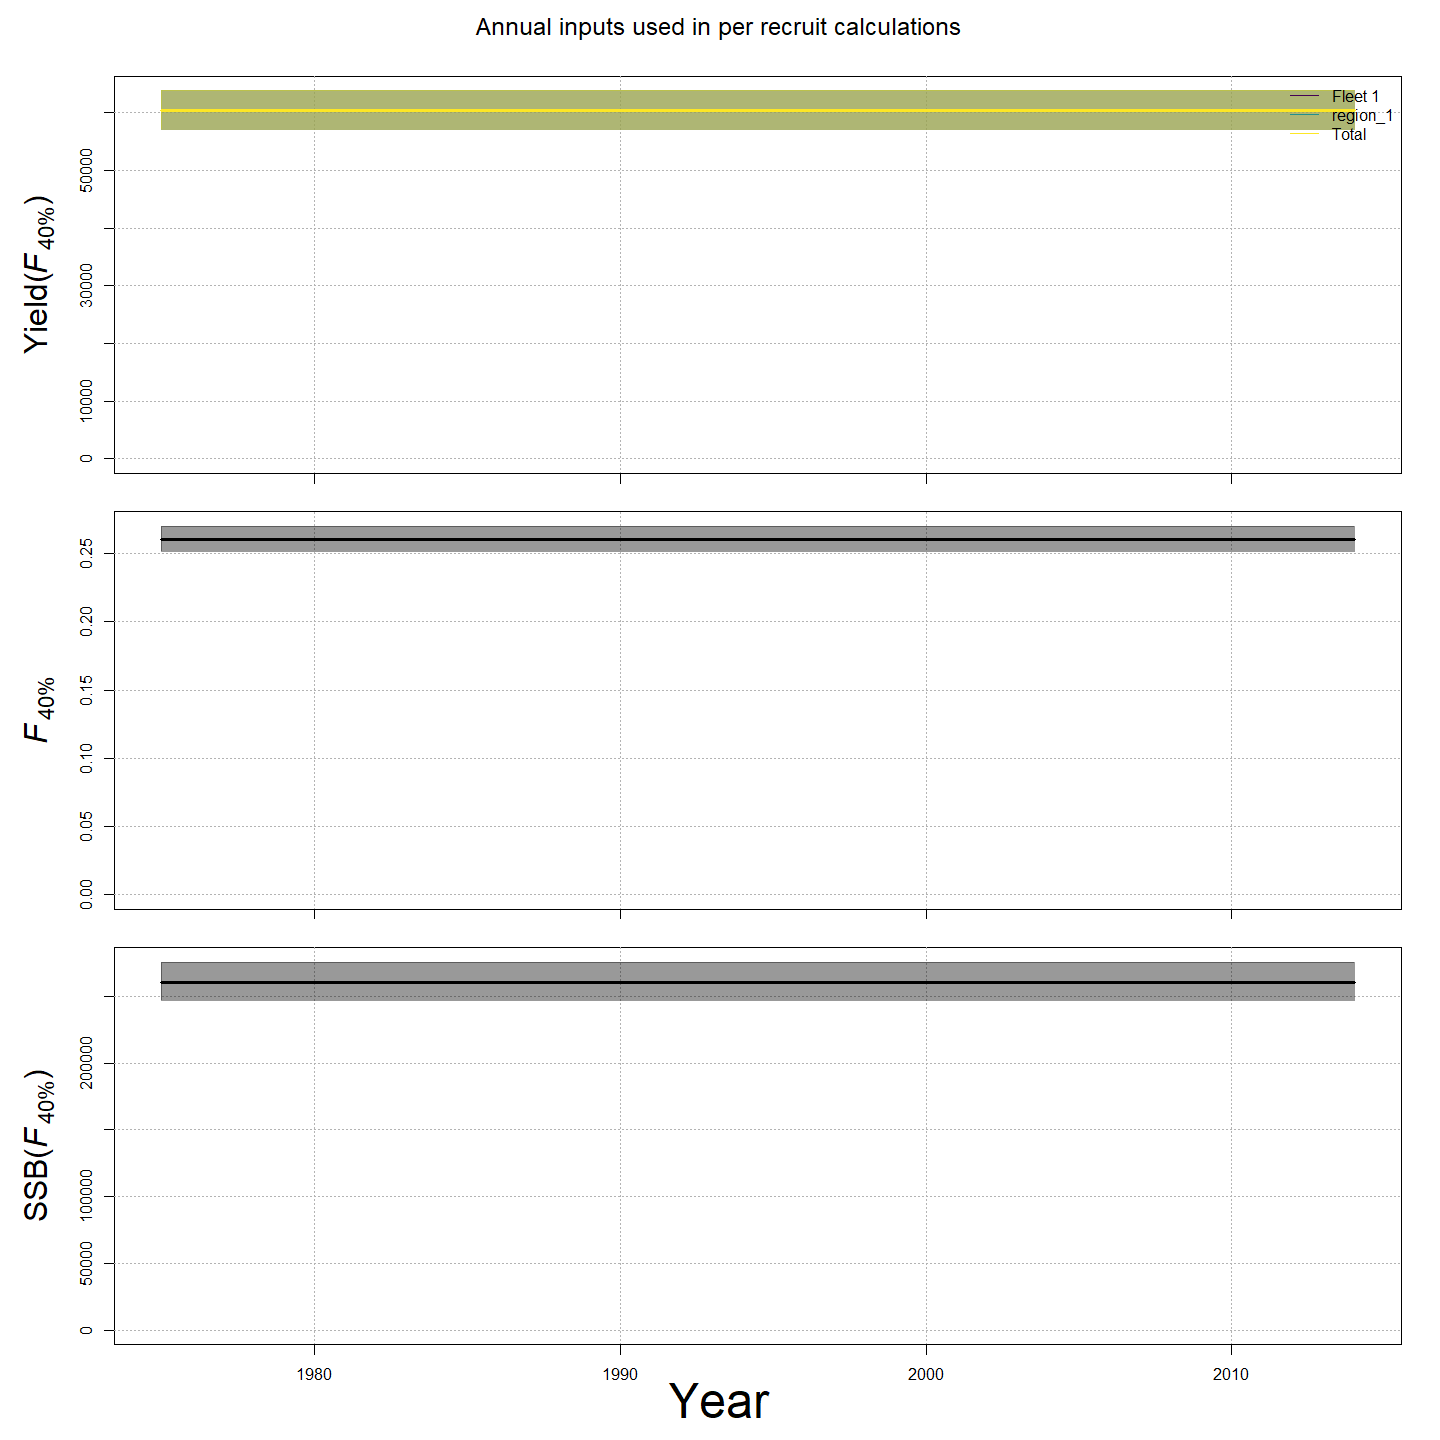 Annual inputs used in per recruit calculations
Yield(F40%)
50000
30000
10000
0
Fleet 1
region_1
Total
F40%
0.25
0.20
0.15
0.10
0.05
0.00
SSB(F40%)
200000
100000
50000
0
1980 1990 2000 2010
Year